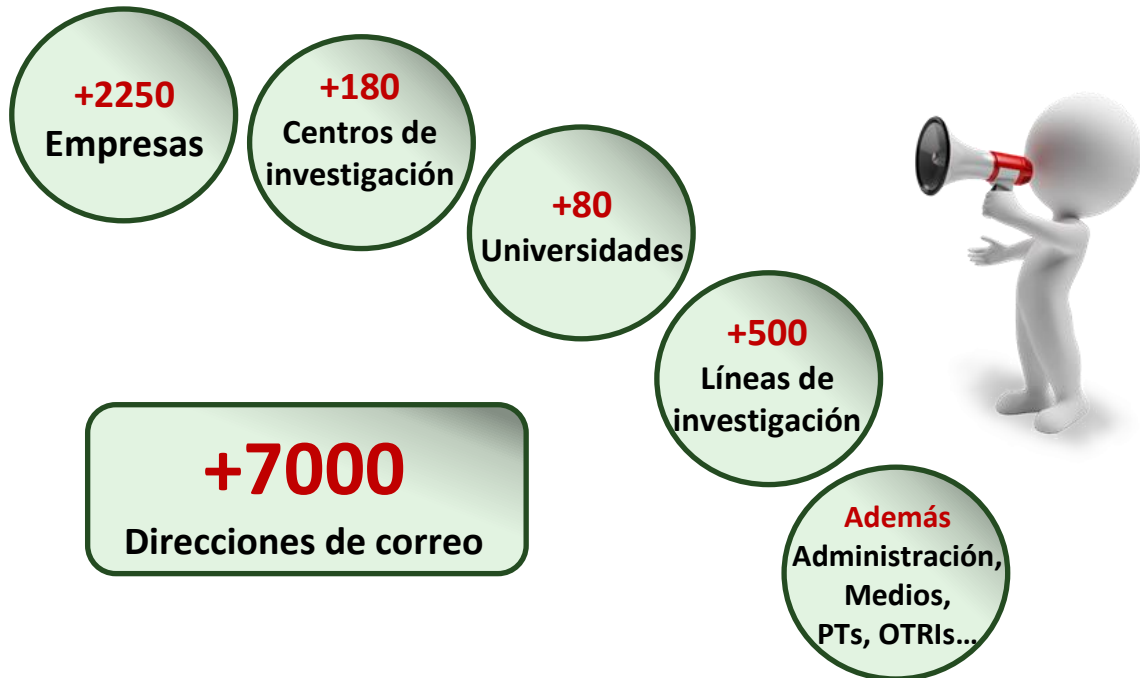 +2250
Empresas
+180
Centros de
investigación
+80
Universidades
+500
Líneas de
investigación
+7000
Direcciones de correo
Además
Administración,
Medios,
PTs, OTRIs…